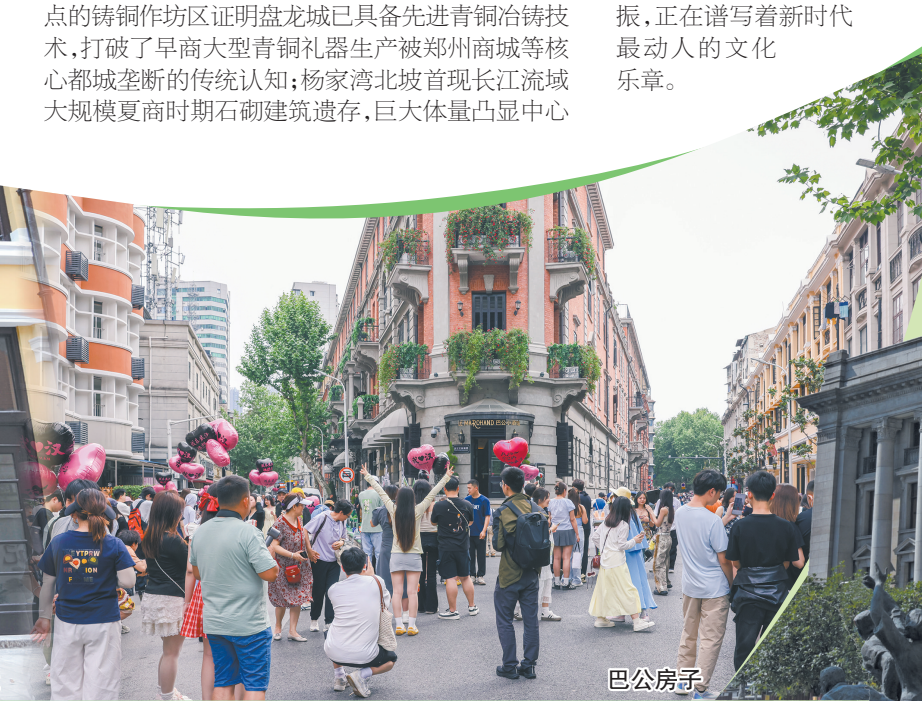 点的铸铜作坊区证明盘龙城已具备先进青铜冶铸技
术,打破了早商大型青铜礼器生产被郑州商城等核
心都城垄断的传统认知;杨家湾北坡首现长江流域
大规模夏商时期石砌建筑遗存,巨大体量凸显中心
振,正在谱写着新时代
最动人的文化
乐章。
巴公房子